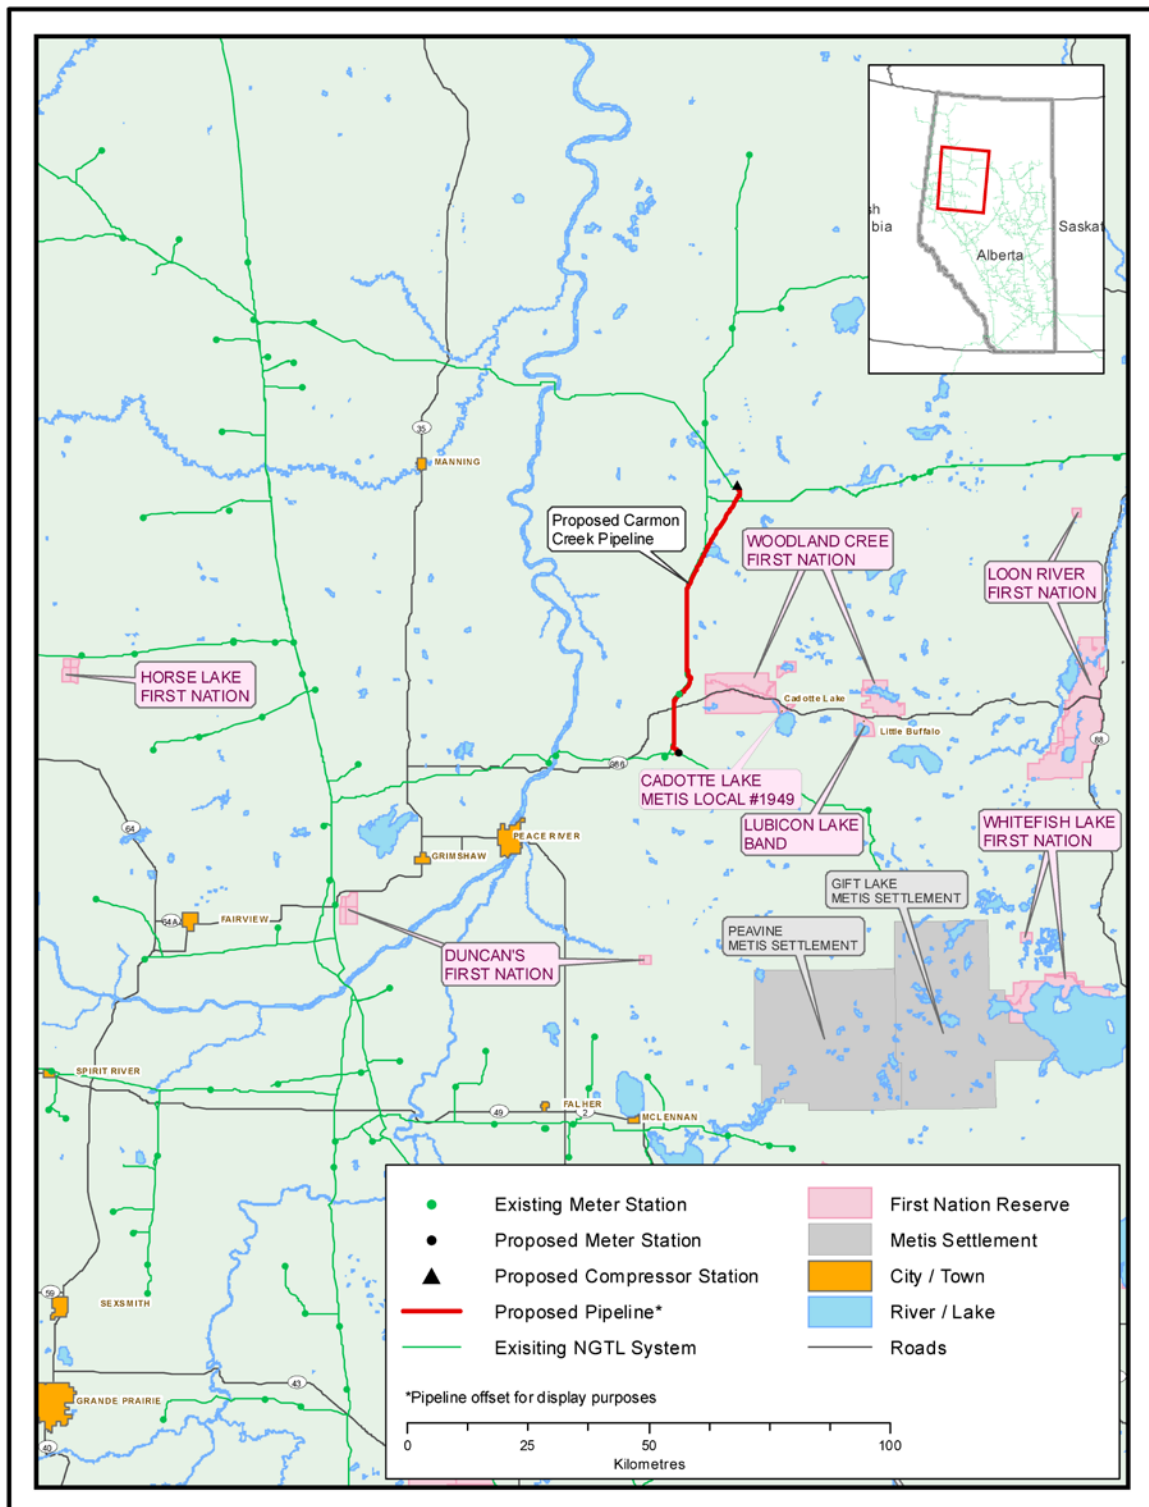 sh
bia
Alberta
Saskat
35
MANNING
Proposed Carmon
Creek Pipeline
WOODLAND CREE
FIRST NATION
LOON RIVER
FIRST NATION
HORSE LAKE
FIRST NATION
Cadotte Lake
Little Buffalo
88
986
CADOTTE LAKE
METIS LOCAL #1949
LUBICON LAKE
BAND
WHITEFISH LAKE
FIRST NATION
64
PEACE RIVER
GRIMSHAW
GIFT LAKE
METIS SETTLEMENT
64A
FAIRVIEW
PEAVINE
METIS SETTLEMENT
DUNCAN'S
FIRST NATION
SPIRIT RIVER
49
FALHER
2
MCLENNAN
59
SEXSMITH
43
GRANDE PRAIRIE
40
Existing Meter Station
Proposed Meter Station
Proposed Compressor Station
Proposed Pipeline*
Exisiting NGTL System
First Nation Reserve
Metis Settlement
City / Town
River / Lake
Roads
*Pipeline offset for display purposes
0 25 50 100
Kilometres